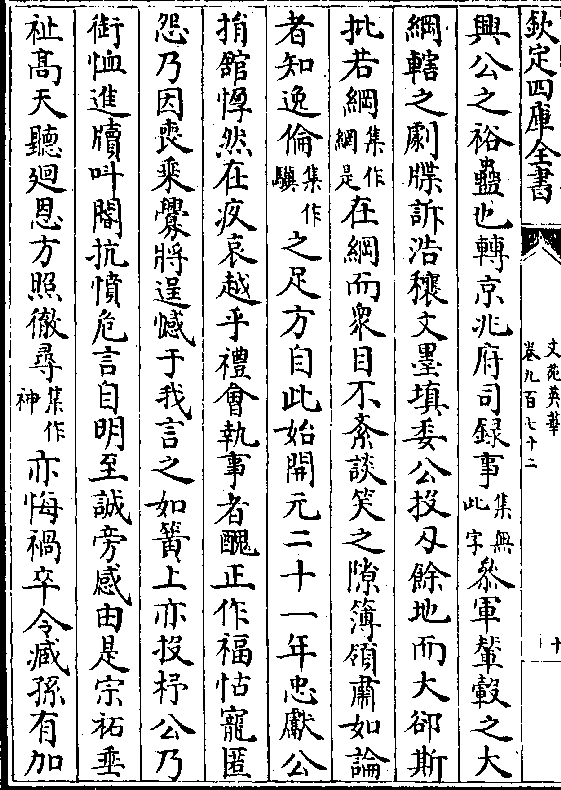 欽定四庫全書
文苑英華
卷九百七十二
十
興公之裕蠱也轉京兆府司録事集無此字叅軍輦轂之大
綱轄之劇牒訴浩穰文墨填委公投刃餘地而大郤斯
批若綱集作綱是在綱而衆目不紊談笑之隙簿領肅如論
者知逸倫集作驥之足方自此始開元二十一年忠獻公
捐舘惸然在疚哀越乎禮會執事者醜正作福怙寵匿
怨乃因喪乘釁將逞憾于我言之如簧上亦投杼公乃
銜恤進牘叫閽抗憤危言自明至誠旁感由是宗祏垂
祉髙天聽廻恩方照徹尋集作神亦悔禍卒令臧孫有加